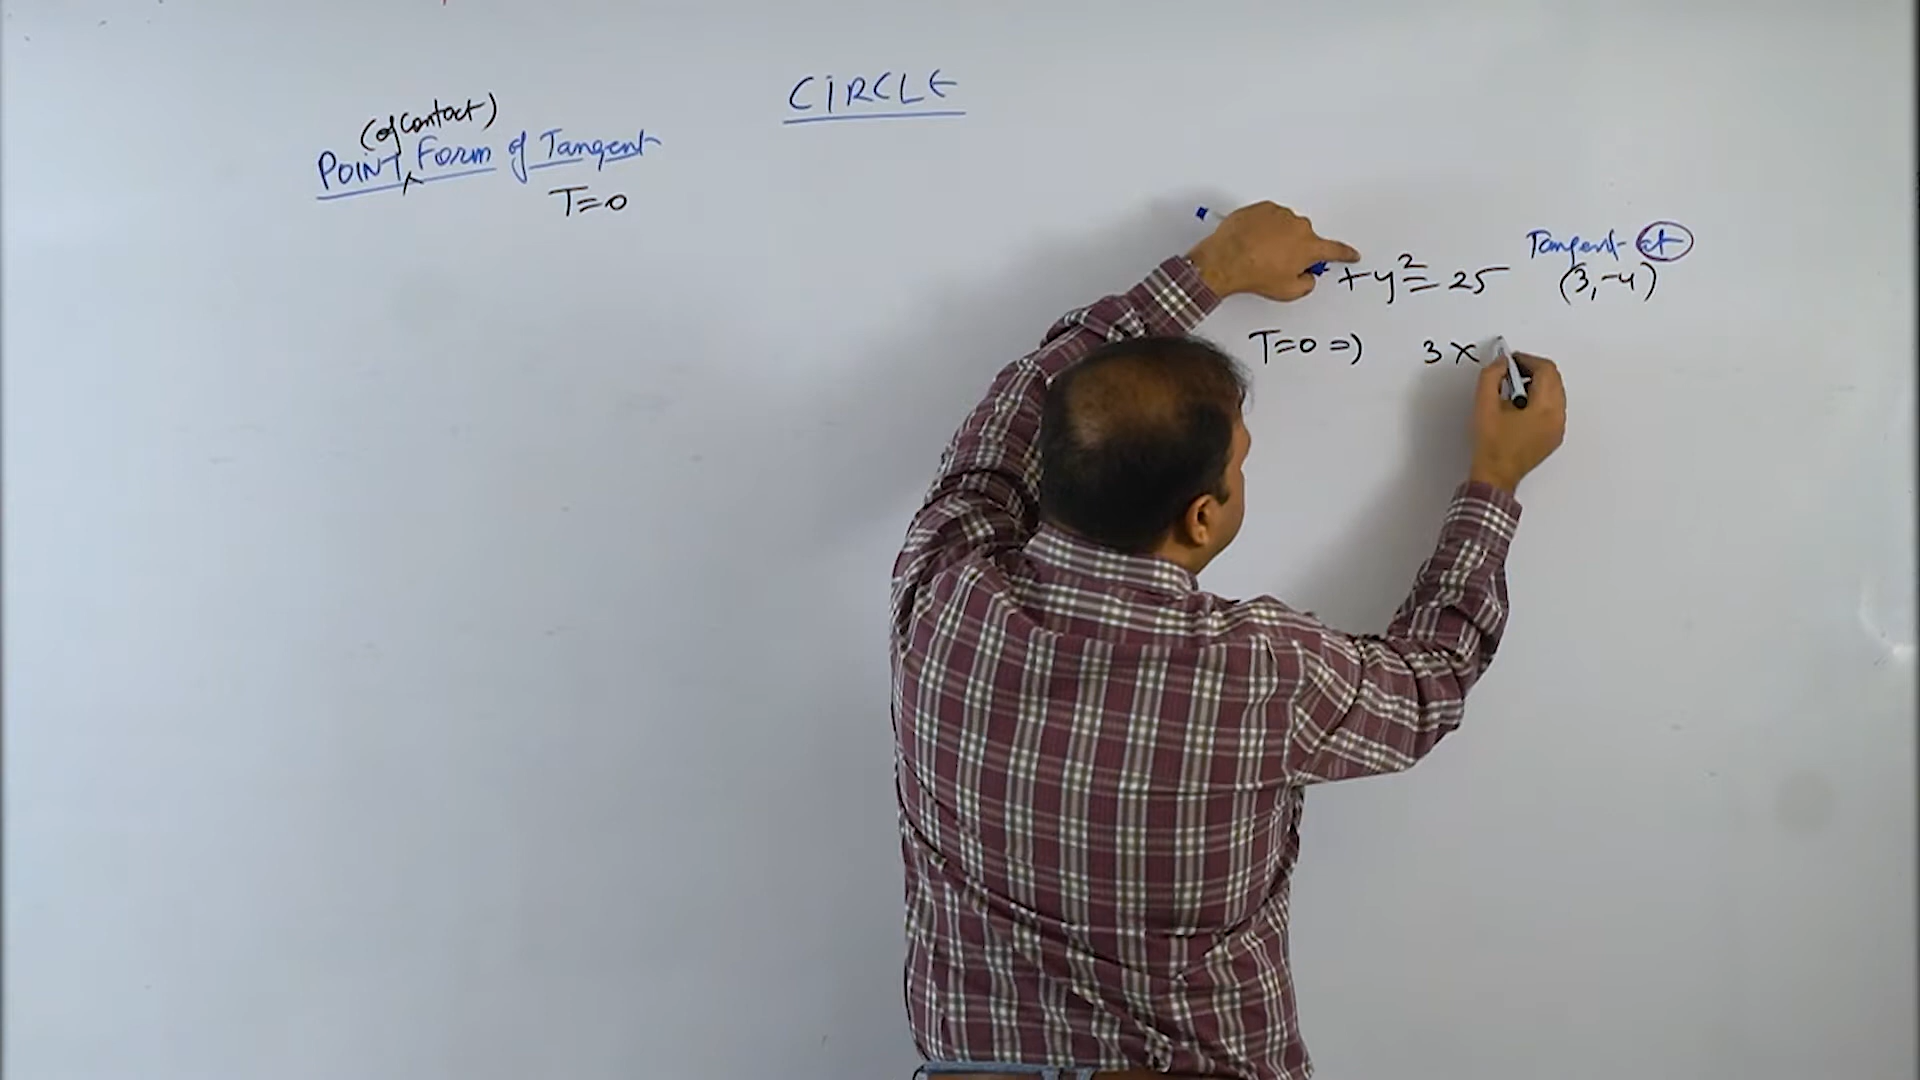 CIRCLE
(of contact)
POINT ^ Form of Tangent
T=0
Tangent at
+y²=25 (3,-4)
T=0 => 3x